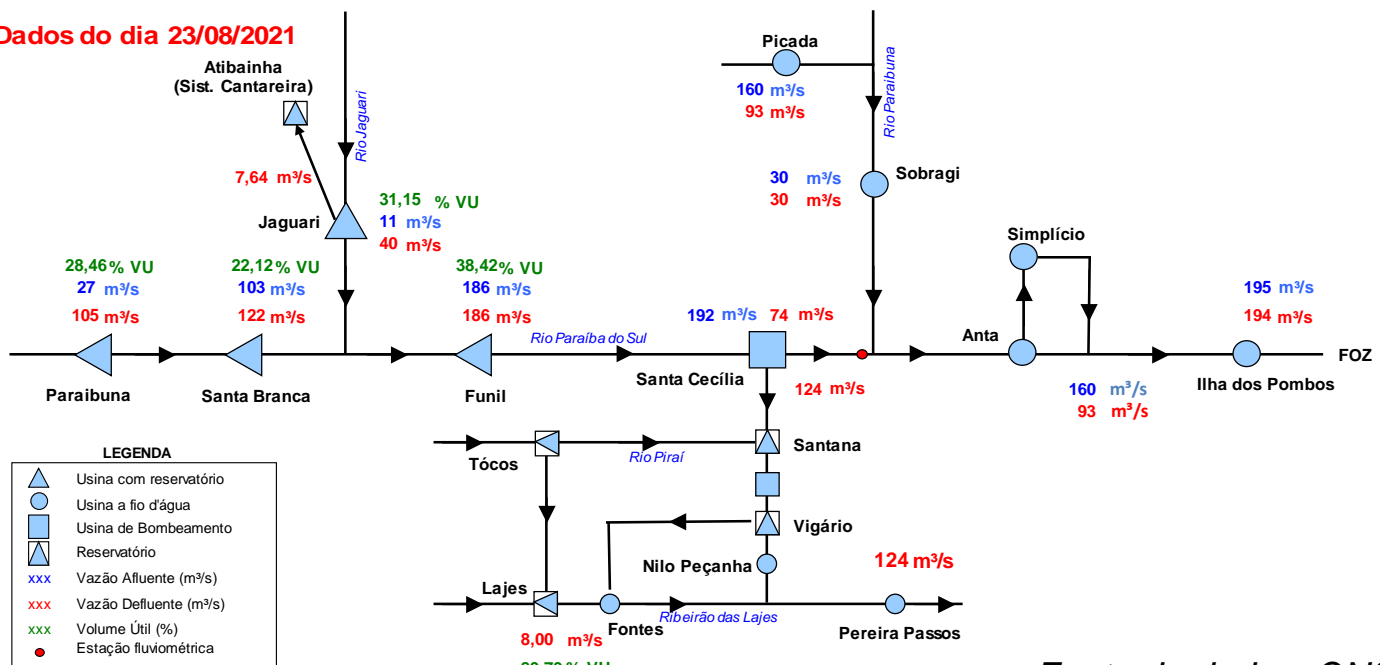 Dados do dia 23/08/2021
Atibainha
(Sist. Cantareira)
Rio Jaguari
7,64 m³/s
Jaguari
31,15 % VU
11 m³/s
40 m³/s
Picada
160 m³/s
93 m³/s
Rio Paraibuna
30 m³/s
30 m³/s
Sobragi
28,46% VU
27 m³/s
105 m³/s
Paraibuna
22,12% VU
103 m³/s
122 m³/s
Santa Branca
38,42% VU
186 m³/s
186 m³/s
Funil
Rio Paraíba do Sul
192 m³/s 74 m³/s
Santa Cecília
124 m³/s
Simplício
Anta
160 m³/s
93 m³/s
195 m³/s
194 m³/s
Ilha dos Pombos
FOZ
Tócos
Rio Piraí
Santana
Vigário
Nilo Peçanha
124 m³/s
Lajes
8,00 m³/s
Fontes
Ribeirão das Lajes
Pereira Passos
LEGENDA
Usina com reservatório
Usina a fio d'água
Usina de Bombeamento
Reservatório
xxx Vazão Afluente (m³/s)
xxx Vazão Defluente (m³/s)
xxx Volume Útil (%)
Estação fluviométrica